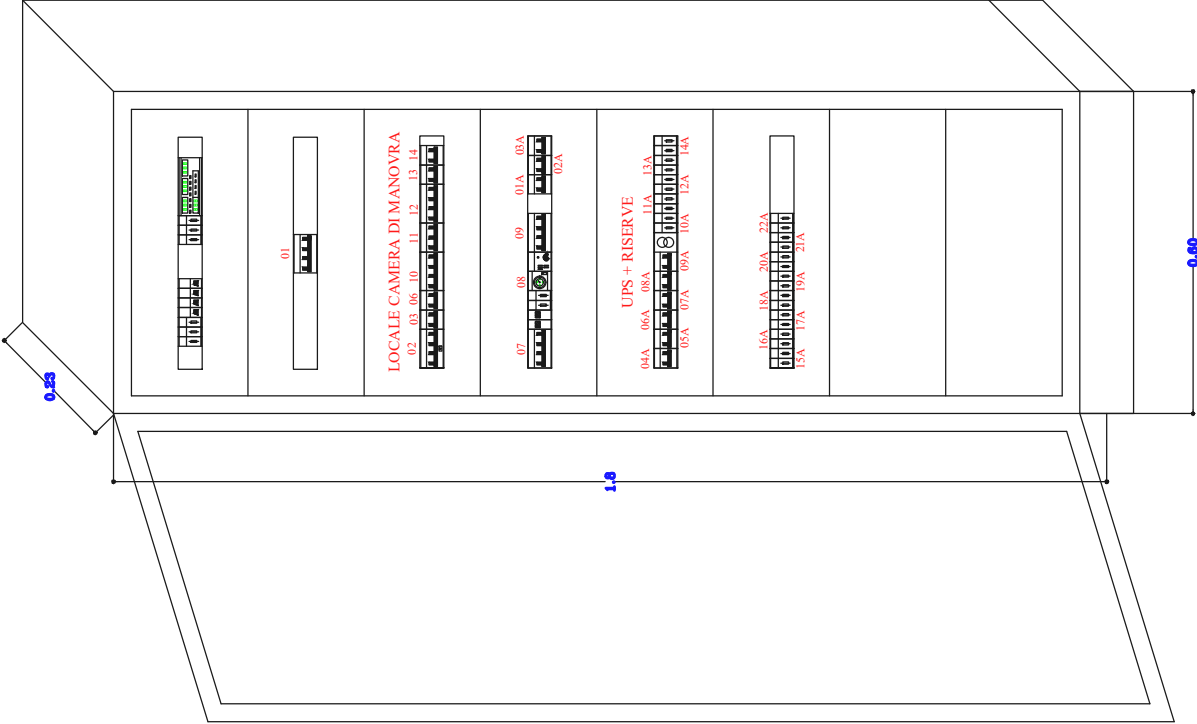 01
LOCALE CAMERA DI MANOVRA
02
03
06
10
11
12
13
14
07
08
09
01A
02A
03A
UPS + RISERVE
04A
05A
06A
07A
08A
09A
10A
11A
12A
13A
14A
15A
16A
17A
18A
19A
20A
21A
22A
0.23
1.8
0.60